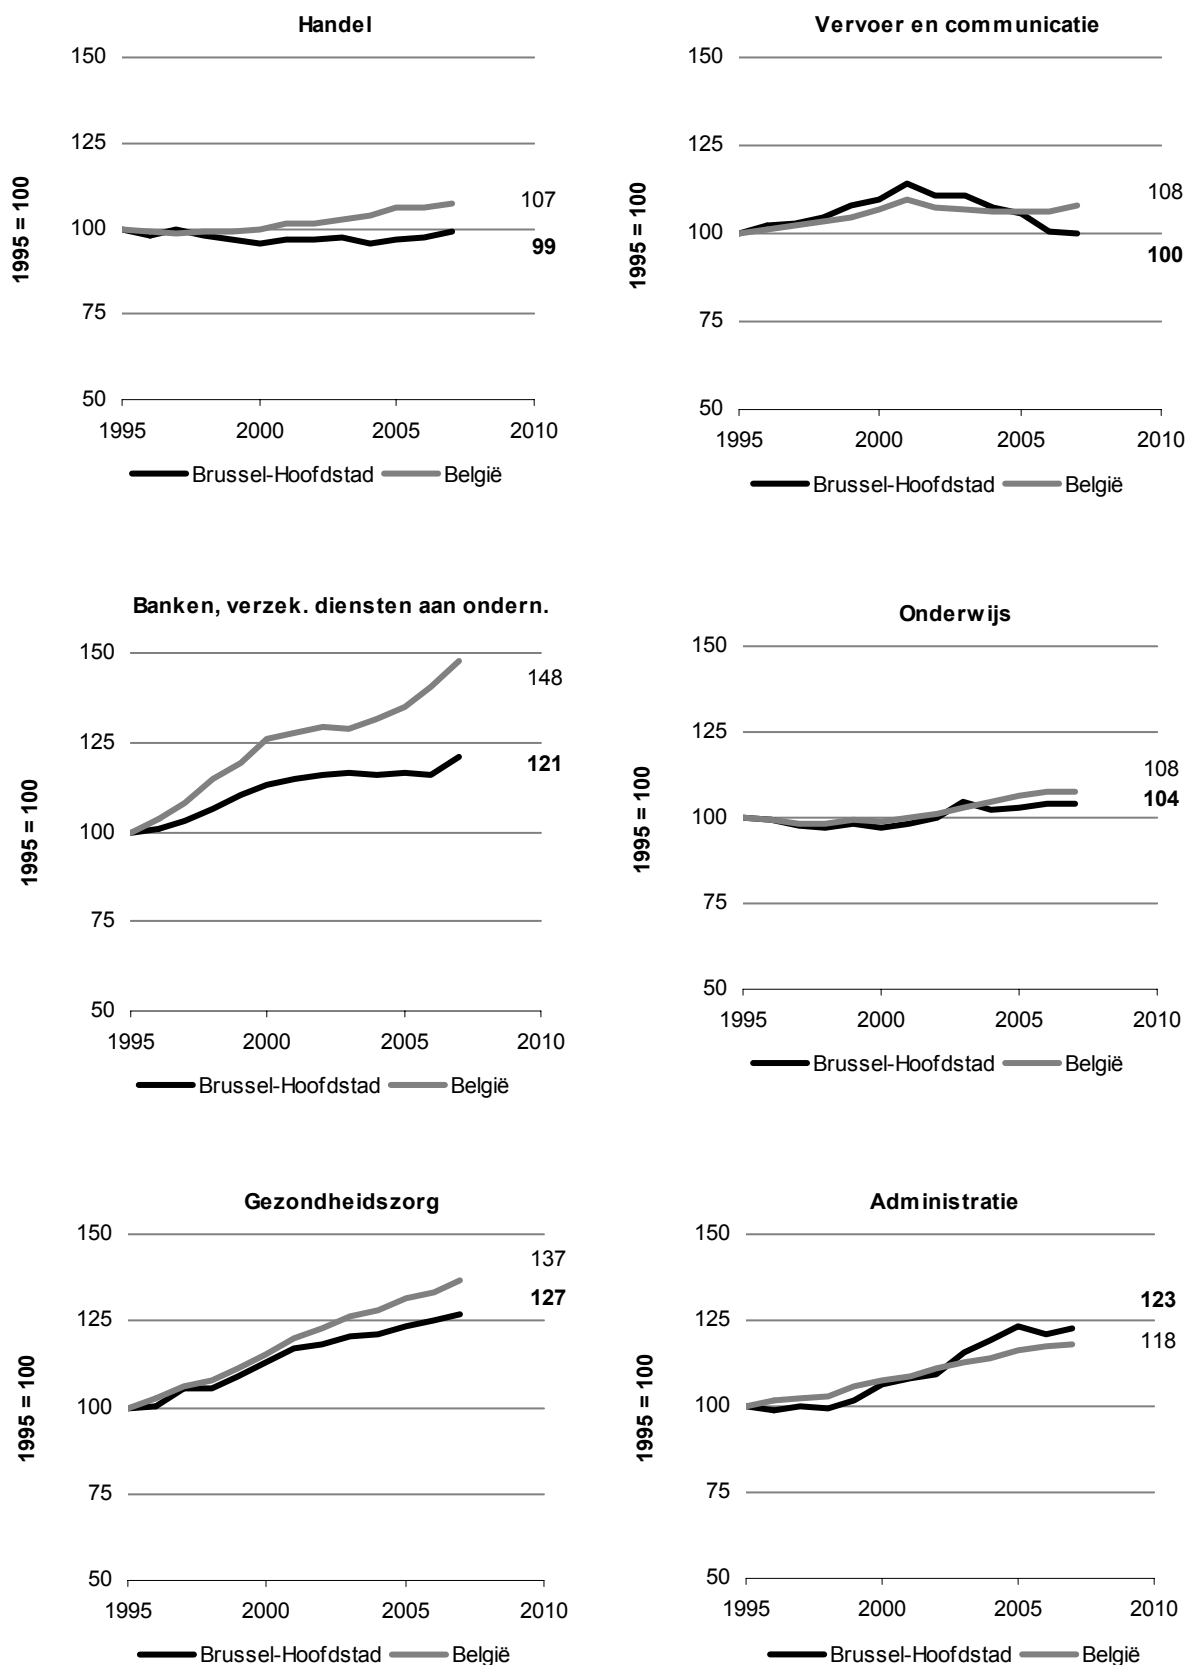 Handel
150
125
107
100
99
75
50
1995 2000 2005 2010
1995 = 100
Brussel-Hoofdstad België
Vervoer en communicatie
150
125
108
100
100
75
50
1995 2000 2005 2010
1995 = 100
Brussel-Hoofdstad België
Banken, verzek. diensten aan ondern.
150
148
125
121
100
75
50
1995 2000 2005 2010
1995 = 100
Brussel-Hoofdstad België
Onderwijs
150
125
108
104
100
75
50
1995 2000 2005 2010
1995 = 100
Brussel-Hoofdstad België
Gezondheidszorg
150
137
127
125
100
75
50
1995 2000 2005 2010
1995 = 100
Brussel-Hoofdstad België
Administratie
150
123
125
118
100
75
50
1995 2000 2005 2010
1995 = 100
Brussel-Hoofdstad België